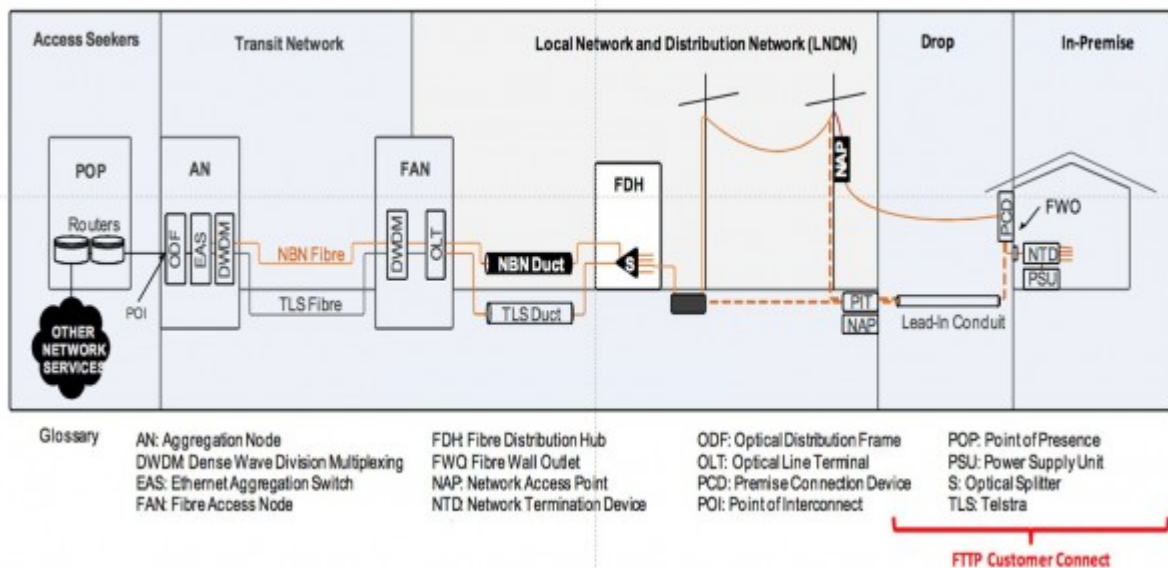 Access Seekers
Transit Network
Local Network and Distribution Network (LNDN)
Drop
In-Premise
POP
AN
FAN
FDH
NAP
Routers
ODF
EAS
DWDM
NBN Fibre
DWDM
OLT
NBN Duct
S
PCD
FWO
NTD
PSU
POI
TLS Fibre
TLS Duct
PIT
NAP
Lead-In Conduit
OTHER
NETWORK
SERVICES
Glossary
AN: Aggregation Node
DWDM: Dense Wave Division Multiplexing
EAS: Ethernet Aggregation Switch
FAN: Fibre Access Node
FDH: Fibre Distribution Hub
FWO: Fibre Wall Outlet
NAP: Network Access Point
NTD: Network Termination Device
ODF: Optical Distribution Frame
OLT: Optical Line Terminal
PCD: Premise Connection Device
POI: Point of Interconnect
POP: Point of Presence
PSU: Power Supply Unit
S: Optical Splitter
TLS: Telstra
FTTP Customer Connect